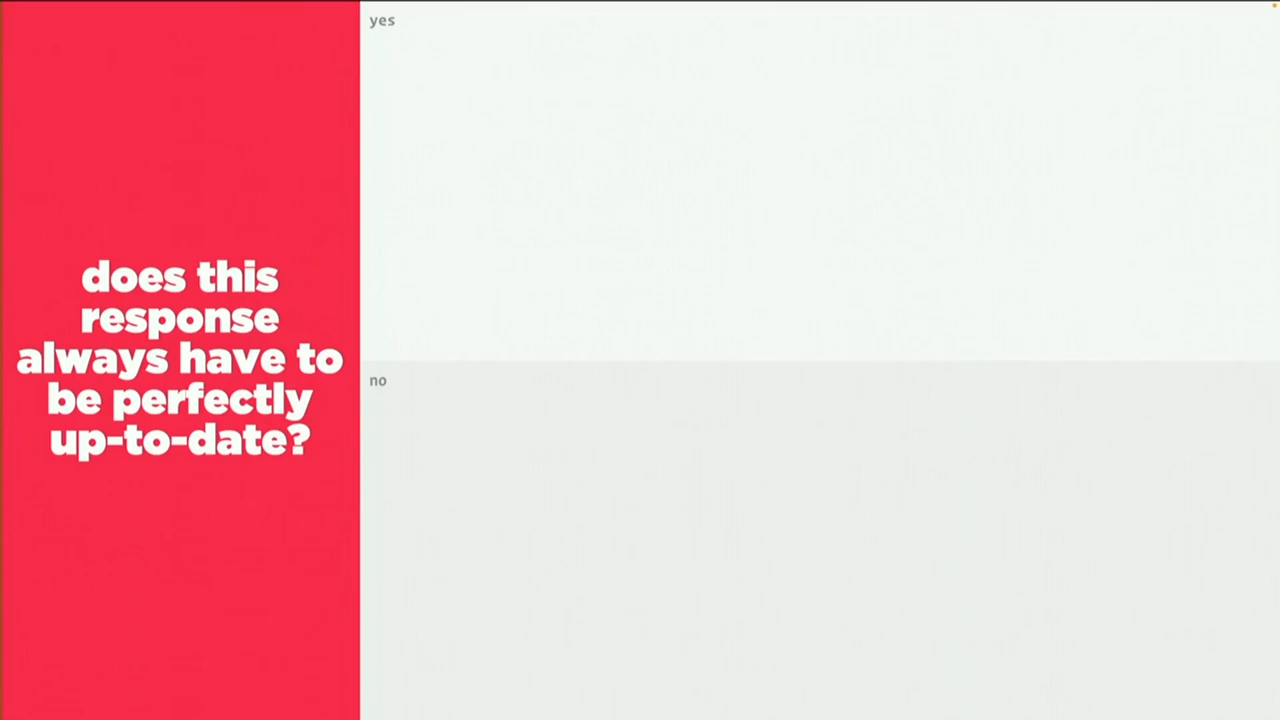 does this
response
always have to
be perfectly
up-to-date?
yes
no